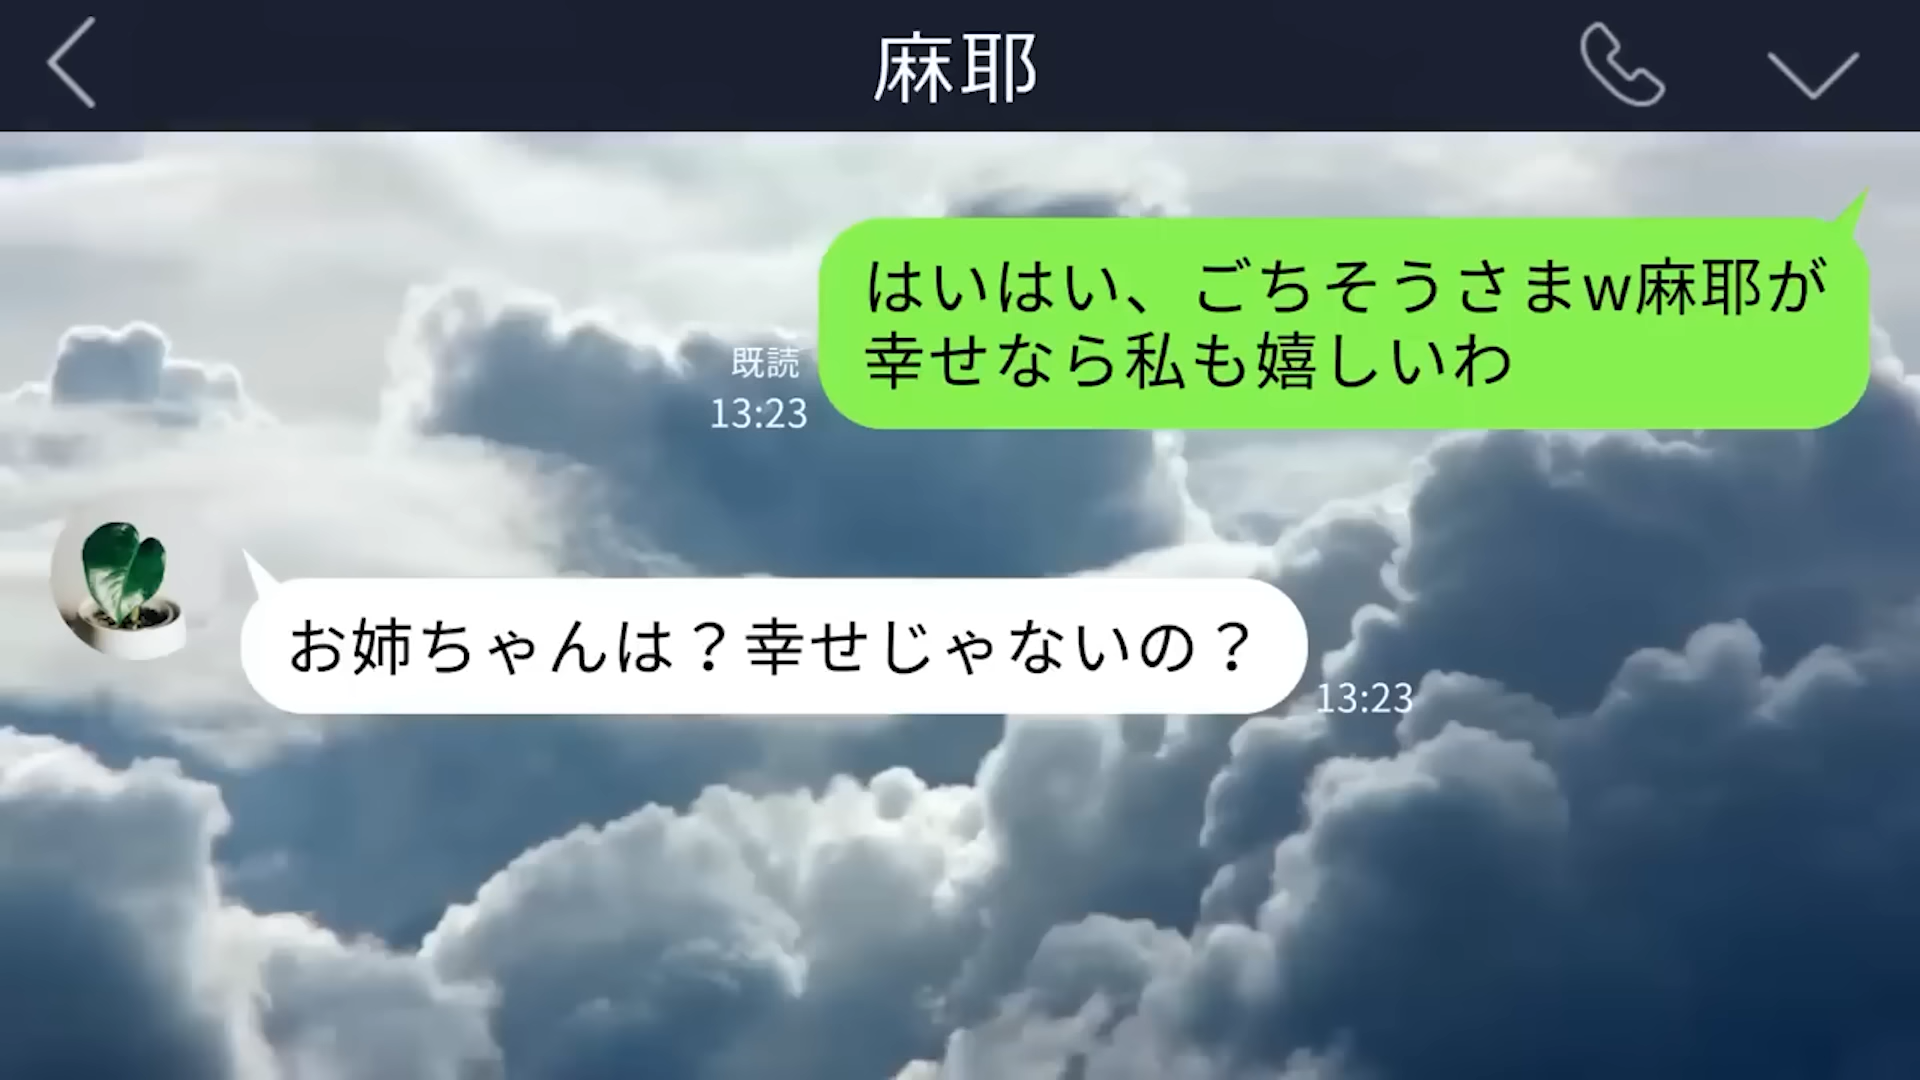 麻耶
はいはい、ごちそうさまw麻耶が
幸せなら私も嬉しいわ
既読
13:23
お姉ちゃんは？幸せじゃないの？
13:23